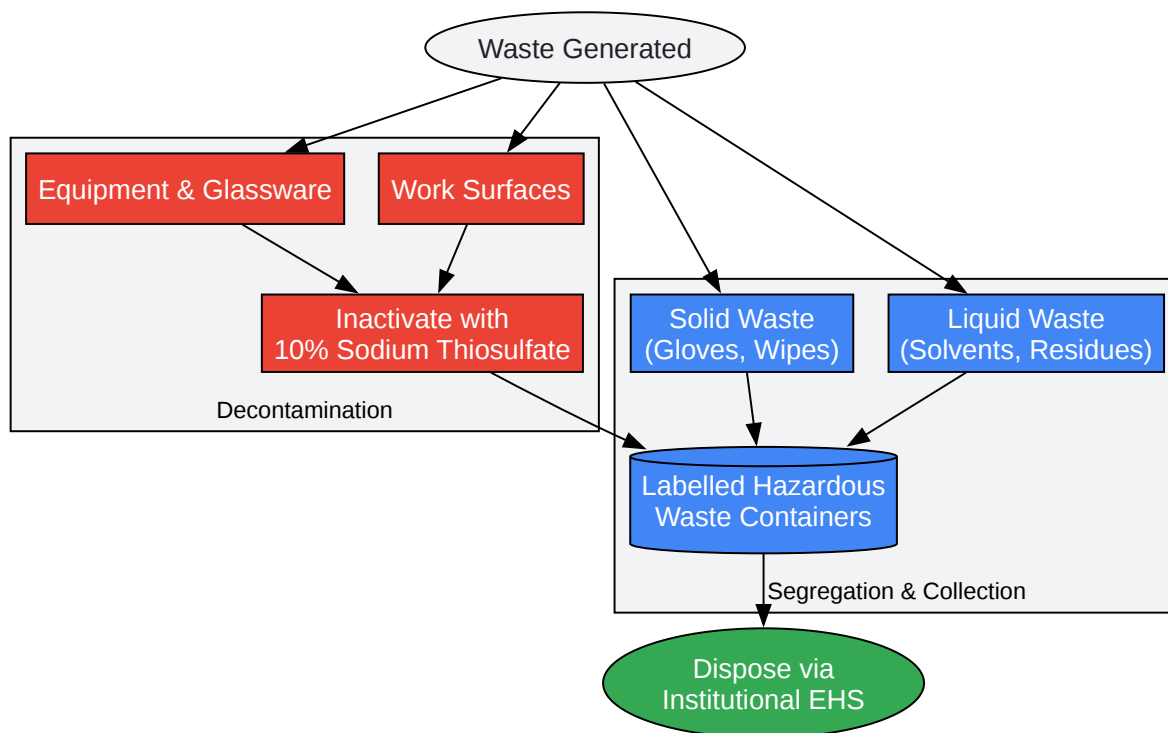 Waste Generated
Equipment & Glassware
Work Surfaces
Inactivate with
10% Sodium Thiosulfate
Decontamination
Solid Waste
(Gloves, Wipes)
Liquid Waste
(Solvents, Residues)
Labelled Hazardous
Waste Containers
Segregation & Collection
Dispose via
Institutional EHS